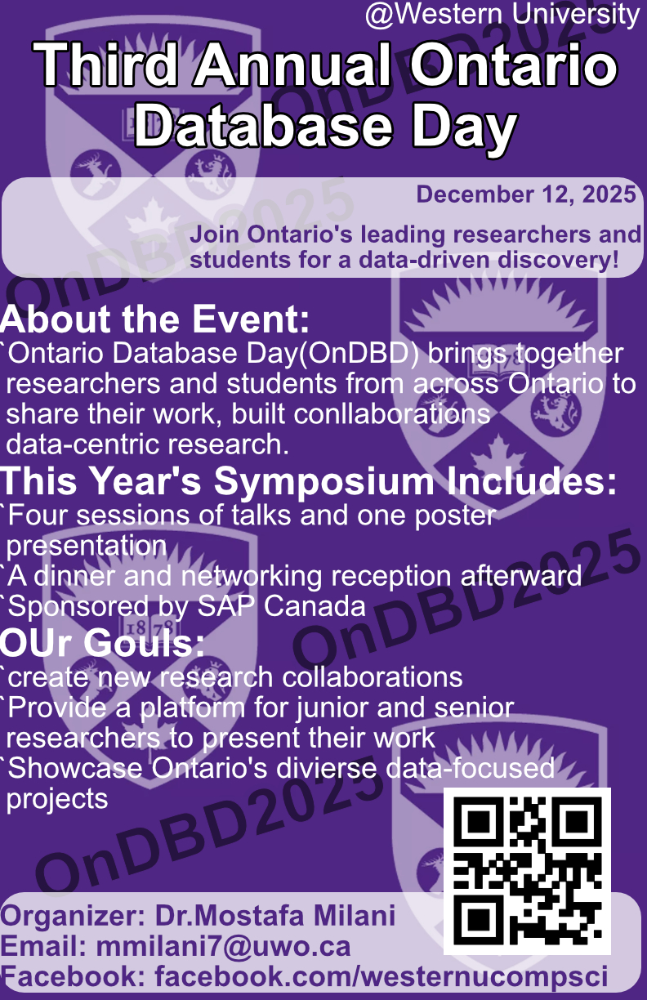 @Western University
Third Annual Ontario
Database Day
OnDBD2025
December 12, 2025
Join Ontario's leading researchers and
students for a data-driven discovery!
OnDBD2025
About the Event:
`Ontario Database Day(OnDBD) brings together
researchers and students from across Ontario to
share their work, built conllaborations
data-centric research.
1878
This Year's Symposium Includes:
`Four sessions of talks and one poster
presentation
`A dinner and networking reception afterward
`Sponsored by SAP Canada
OnDBD2025
1878
OUr Gouls:
`create new research collaborations
`Provide a platform for junior and senior
researchers to present their work
`Showcase Ontario's divierse data-focused
projects
OnDBD2025
Organizer: Dr.Mostafa Milani
Email: mmilani7@uwo.ca
Facebook: facebook.com/westernucompsci